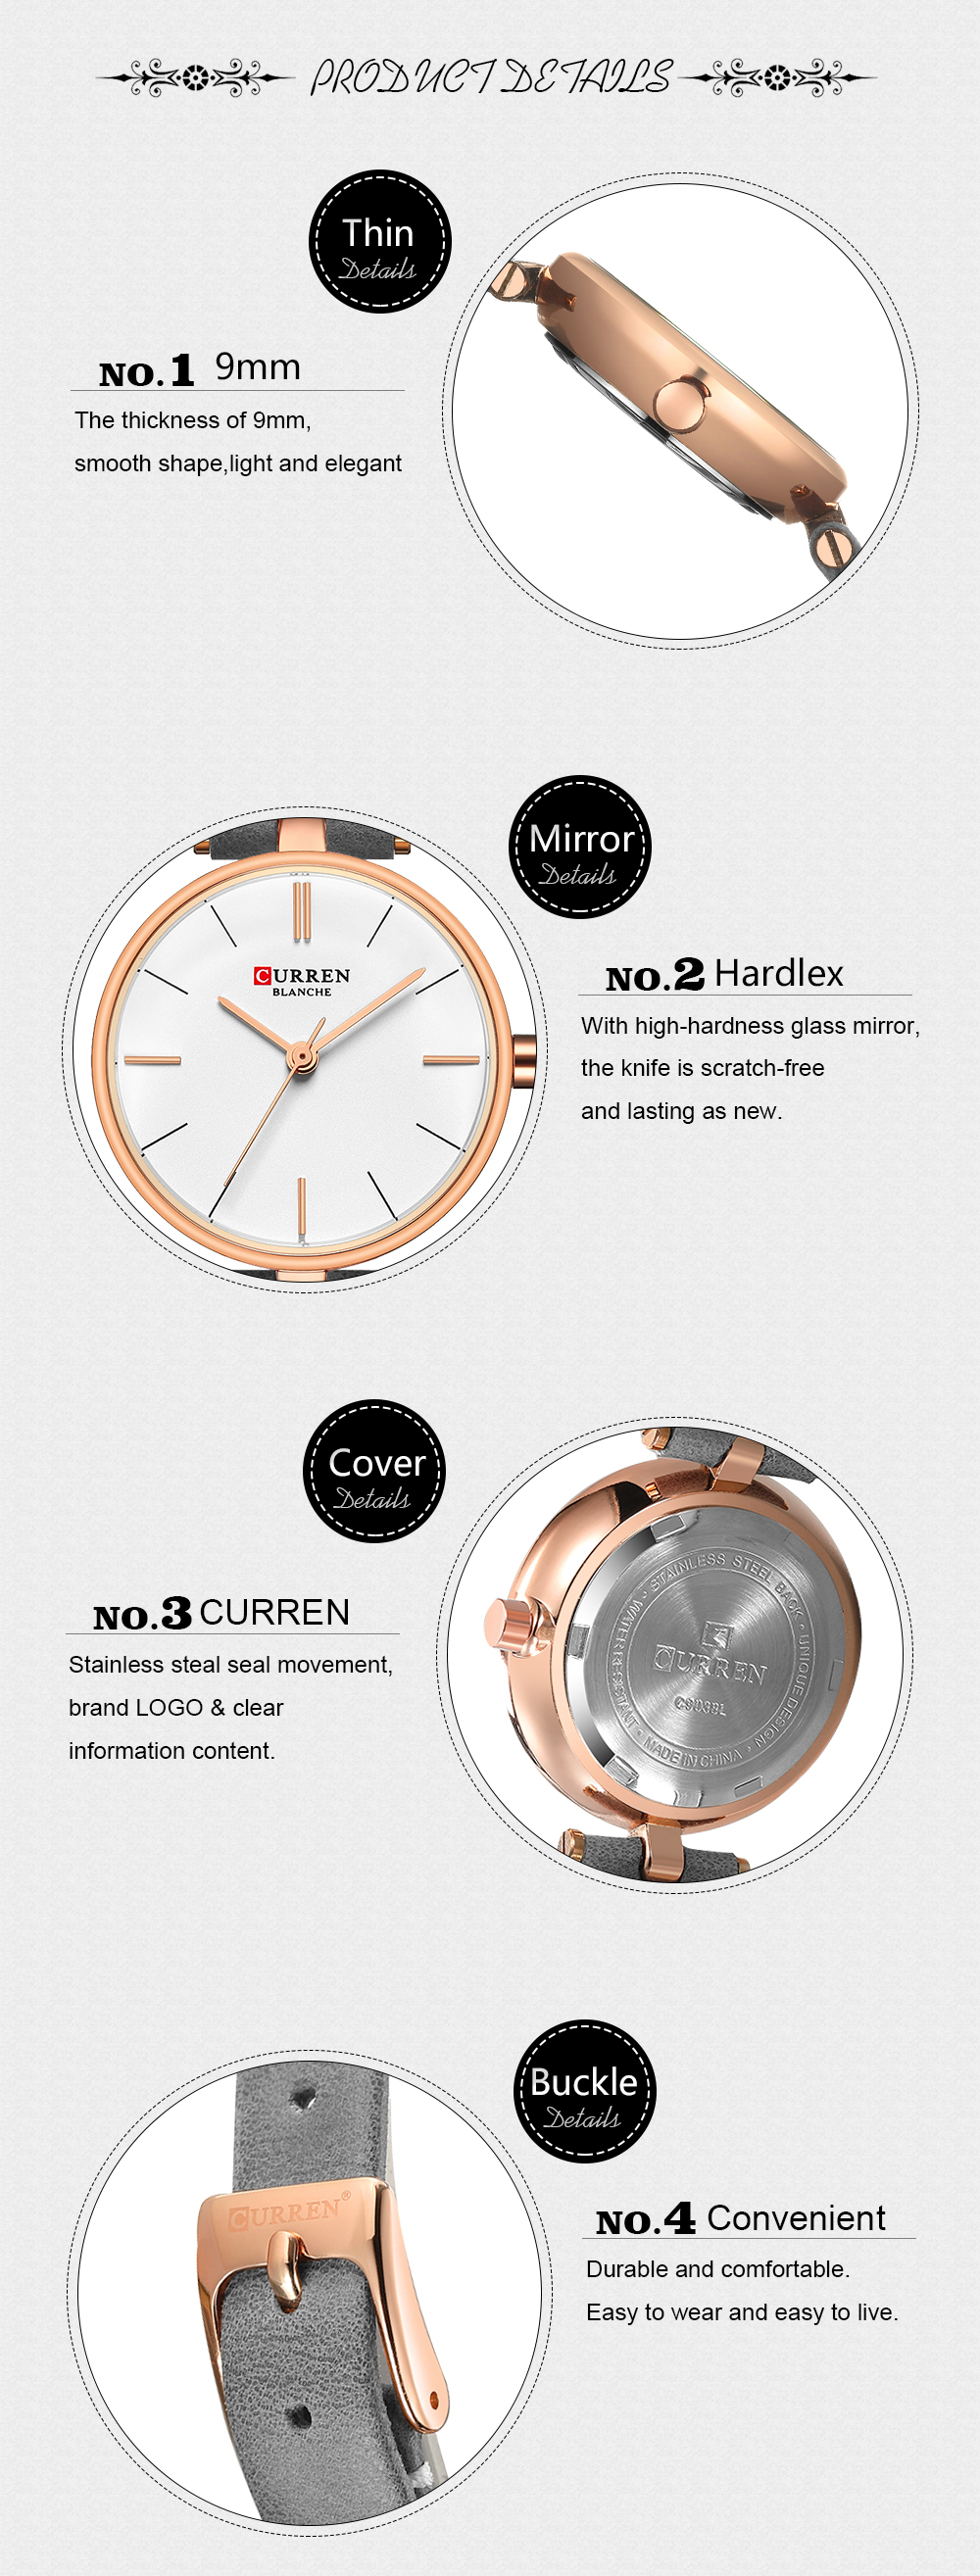 PRODUCT DETAILS
Thin
Details
NO.1 9mm
The thickness of 9mm,
smooth shape,light and elegant
Mirror
Details
CURREN
BLANCHE
NO.2 Hardlex
With high-hardness glass mirror,
the knife is scratch-free
and lasting as new.
Cover
Details
NO.3 CURREN
Stainless steal seal movement,
brand LOGO & clear
information content.
WATER RESISTANT • STAINLESS STEEL BACK • UNIQUE DESIGN • MADE IN CHINA •
CURREN
Buckle
Details
CURREN®
NO.4 Convenient
Durable and comfortable.
Easy to wear and easy to live.